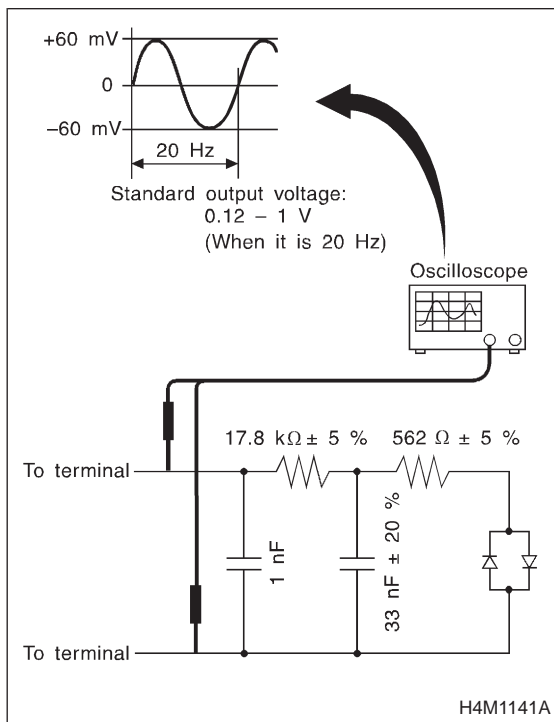 +60 mV
0
−60 mV
20 Hz
Standard output voltage:
0.12 – 1 V
(When it is 20 Hz)
Oscilloscope
17.8 kΩ ± 5 %
562 Ω ± 5 %
To terminal
1 nF
33 nF ± 20 %
To terminal
H4M1141A